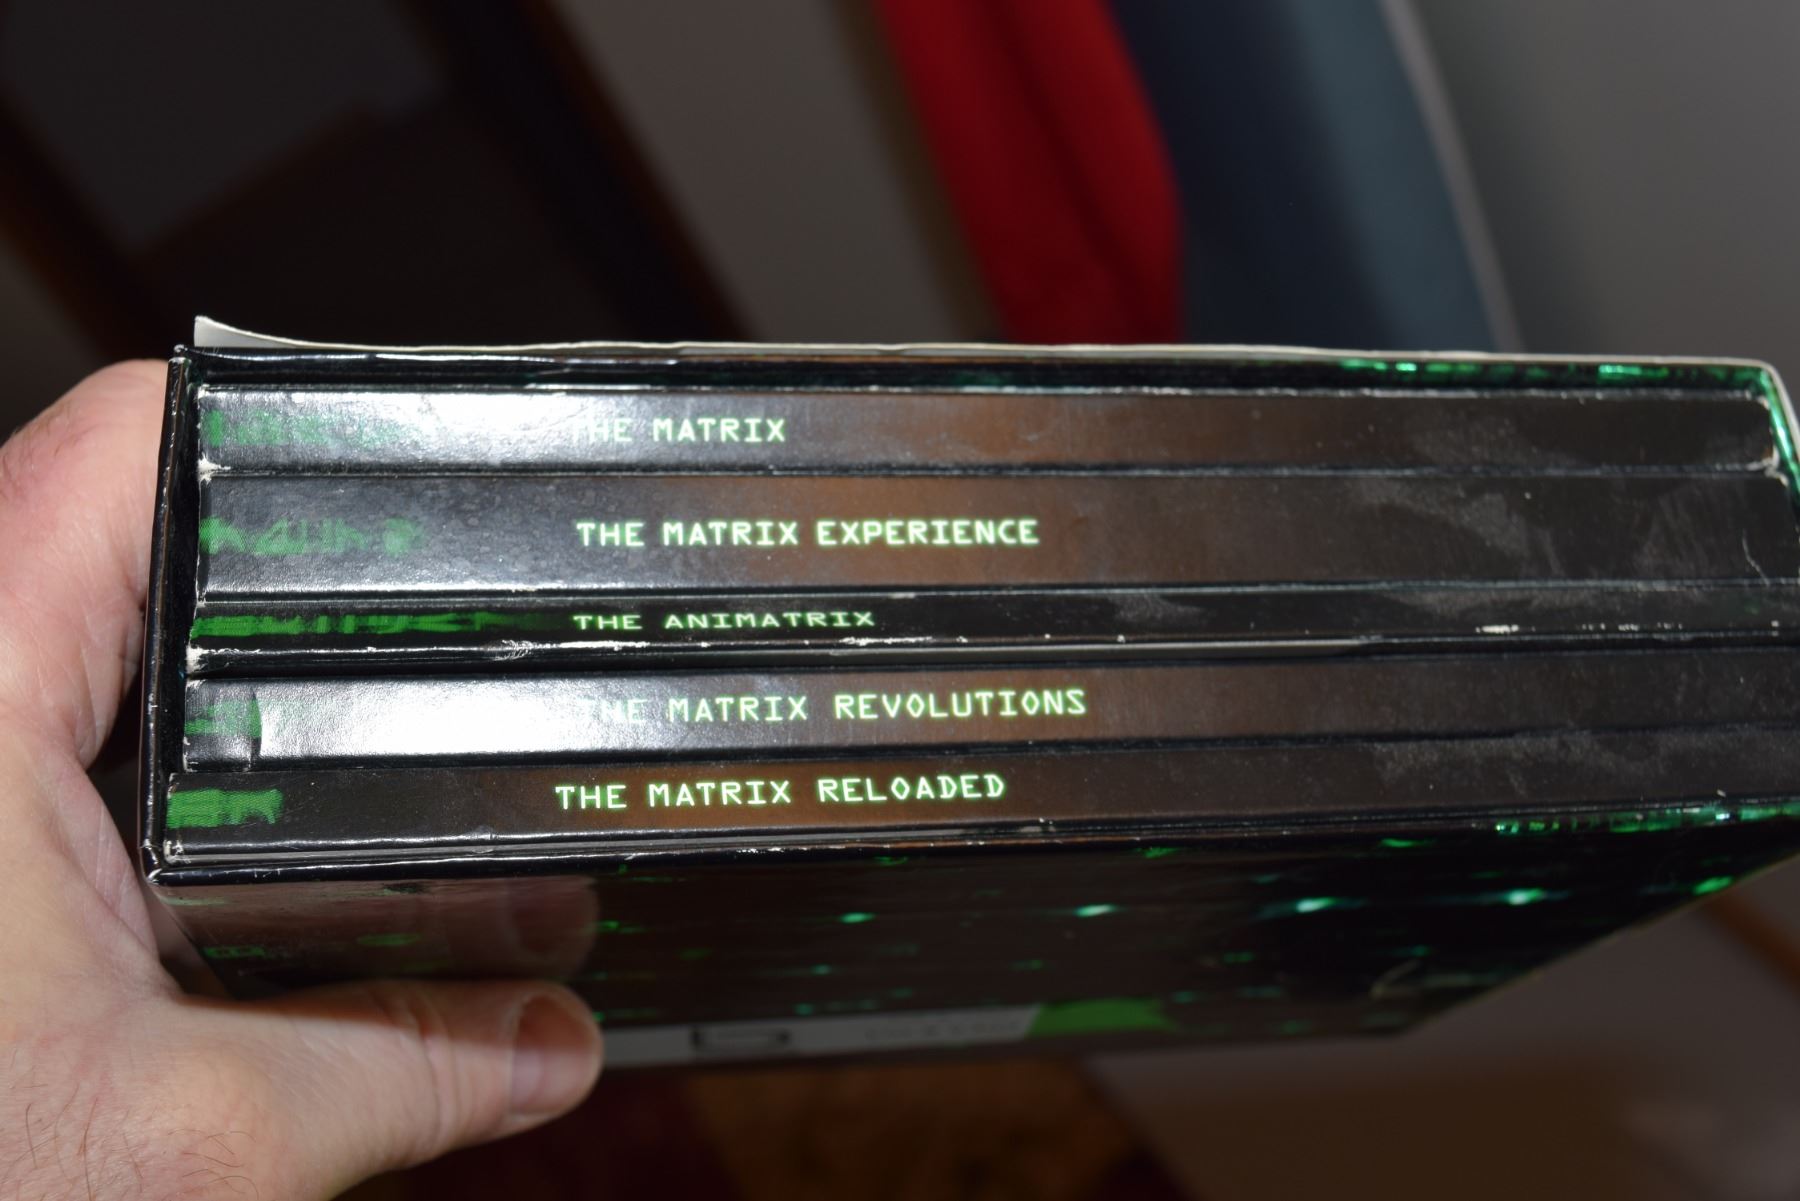 THE MATRIX
THE MATRIX EXPERIENCE
THE ANIMATRIX
THE MATRIX REVOLUTIONS
THE MATRIX RELOADED